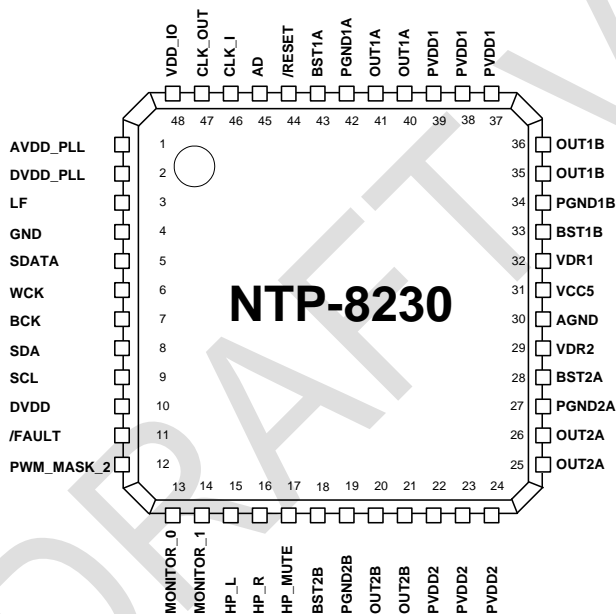 VDD_IO
CLK_OUT
CLK_I
AD
/RESET
BST1A
PGND1A
OUT1A
OUT1A
PVDD1
PVDD1
PVDD1
48 47 46 45 44 43 42 41 40 39 38 37
AVDD_PLL 1
DVDD_PLL 2
LF 3
GND 4
SDATA 5
WCK 6
BCK 7
SDA 8
SCL 9
DVDD 10
/FAULT 11
PWM_MASK_2 12
NTP-8230
36 OUT1B
35 OUT1B
34 PGND1B
33 BST1B
32 VDR1
31 VCC5
30 AGND
29 VDR2
28 BST2A
27 PGND2A
26 OUT2A
25 OUT2A
13 14 15 16 17 18 19 20 21 22 23 24
MONITOR_0
MONITOR_1
HP_L
HP_R
HP_MUTE
BST2B
PGND2B
OUT2B
OUT2B
PVDD2
PVDD2
PVDD2
DRAFT